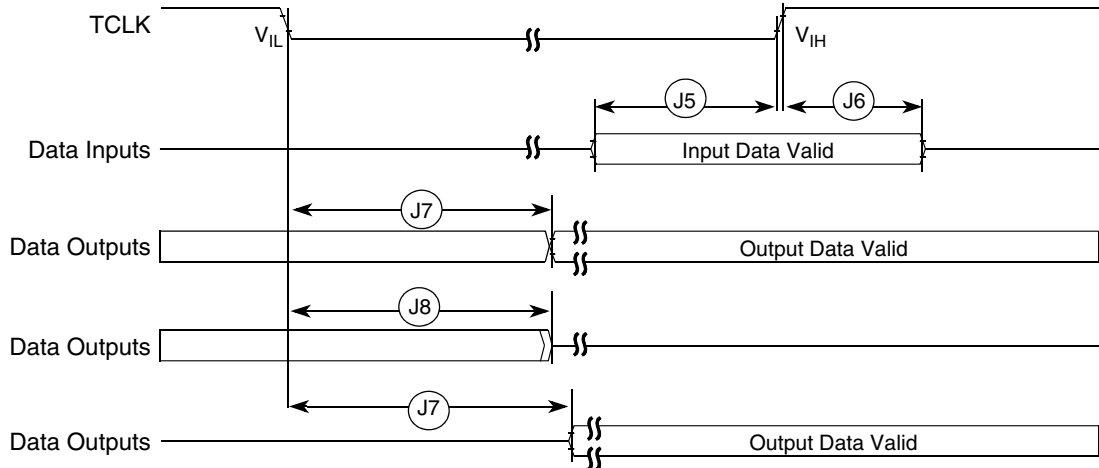 TCLK
VIL
VIH
J5
J6
Data Inputs
Input Data Valid
J7
Data Outputs
Output Data Valid
J8
Data Outputs
J7
Data Outputs
Output Data Valid